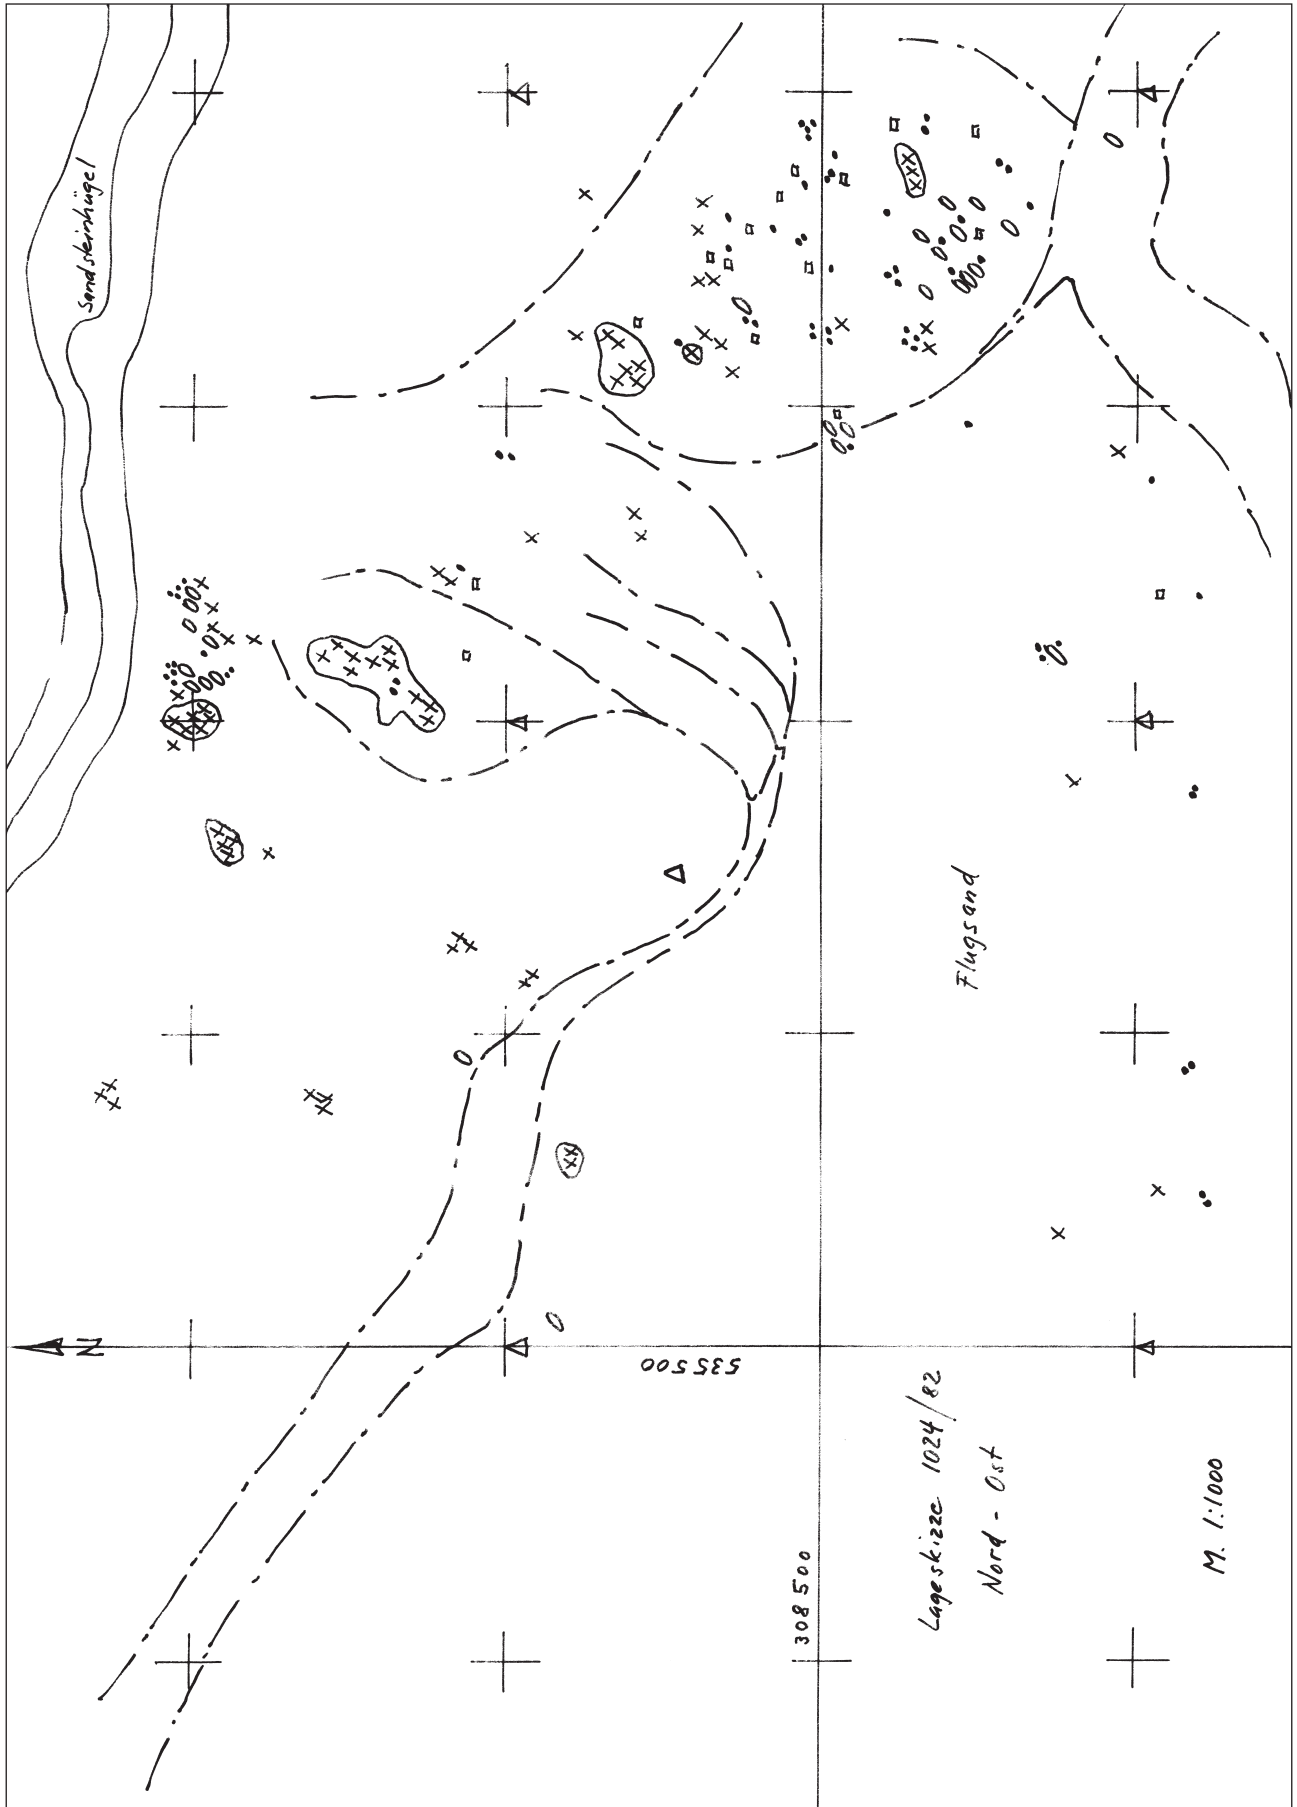 Sandsteinhügel
Flugsand
N
535500
308500
Lageskizze 1024/82
Nord - Ost
M. 1:1000